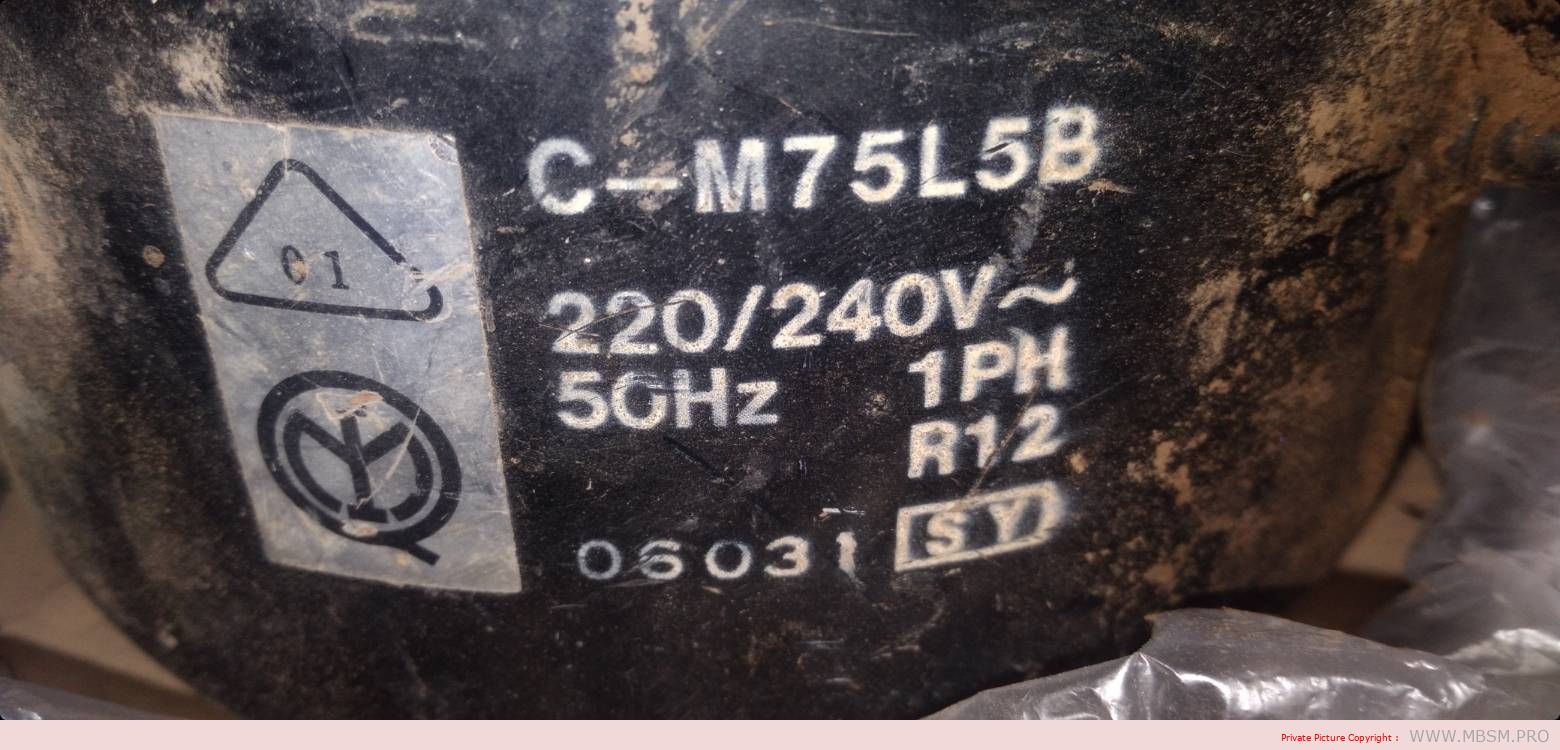 C-M75L5B
220/240V~
50Hz 1PH
R12
06031 SY
01
Private Picture Copyright : WWW.MBSM.PRO